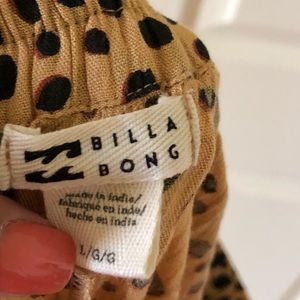 BILLA
BONG
made in india/
fabriqué en inde/
hecho en india
L/G/G